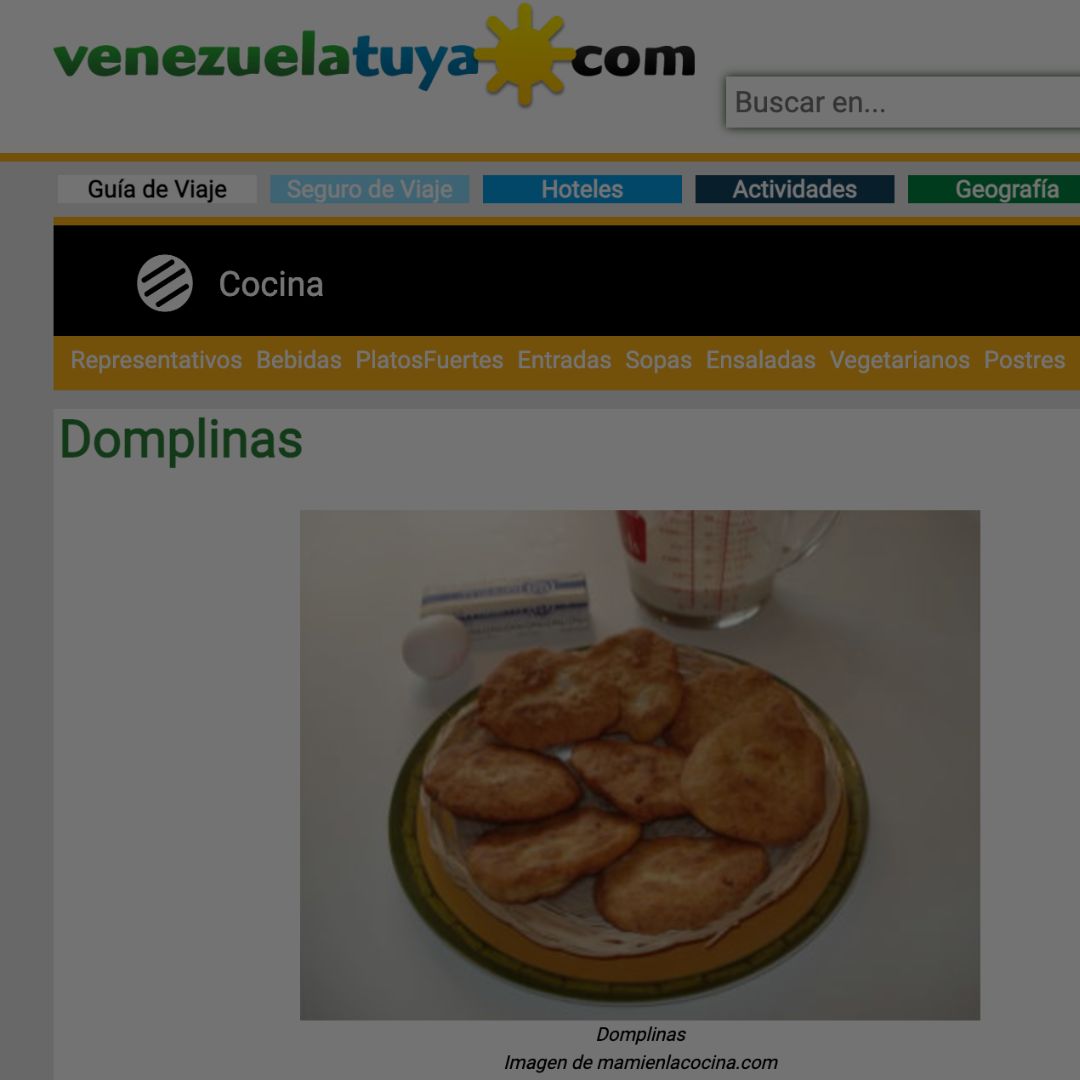 venezuelatuya.com
Buscar en...
Guía de Viaje Seguro de Viaje Hoteles Actividades Geografía
Cocina
Representativos Bebidas PlatosFuertes Entradas Sopas Ensaladas Vegetarianos Postres
Domplinas
Domplinas
Imagen de mamienlacocina.com